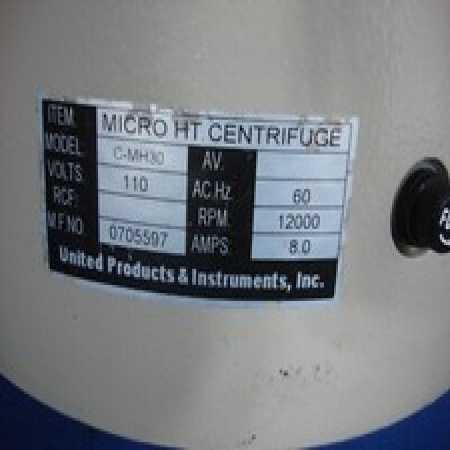 ITEM. MICRO HT CENTRIFUGE
MODEL. C-MH30 AV.
VOLTS. 110 AC.Hz. 60
RCF: RPM. 12000
M.F.NO. 0705597 AMPS. 8.0
United Products & Instruments, Inc.